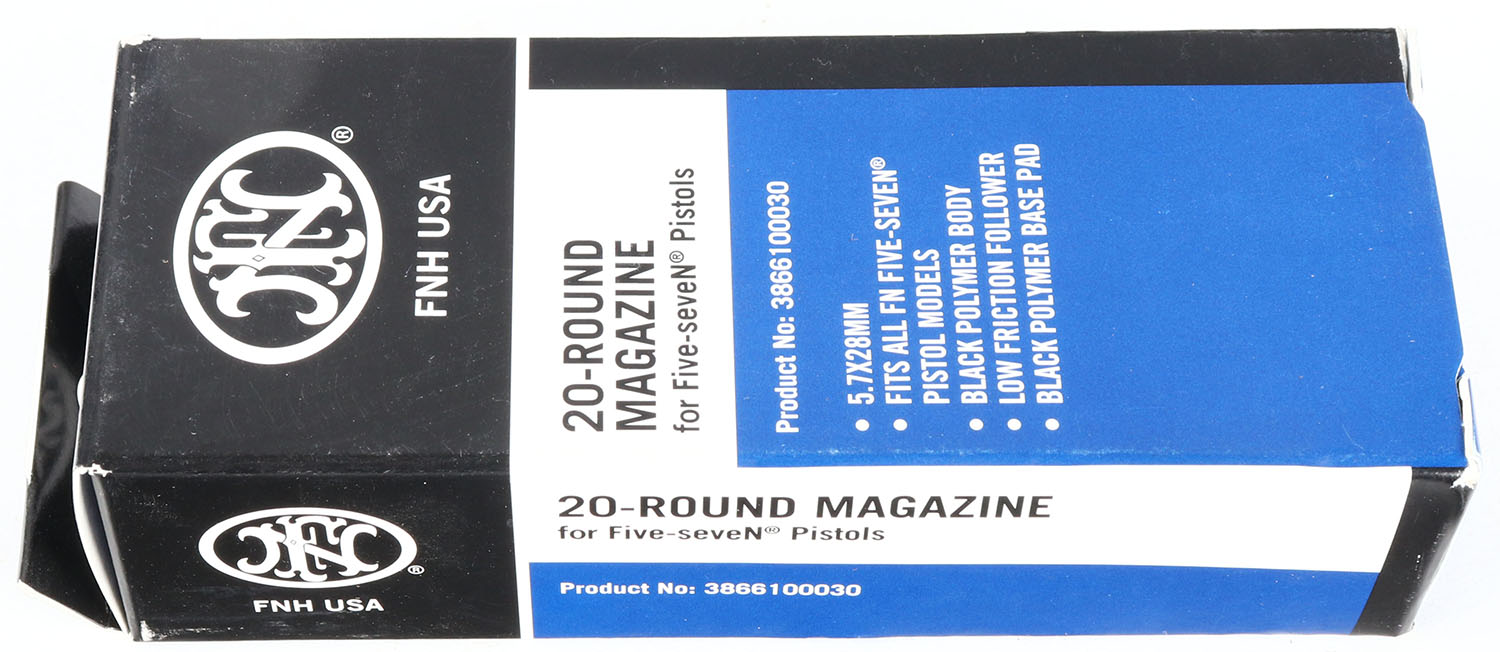 FN®
FNH USA
20-ROUND
MAGAZINE
for Five-seveN® Pistols
Product No: 3866100030
• 5.7X28MM
• FITS ALL FN FIVE-SEVEN®
PISTOL MODELS
• BLACK POLYMER BODY
• LOW FRICTION FOLLOWER
• BLACK POLYMER BASE PAD
FN®
FNH USA
20-ROUND MAGAZINE
for Five-seveN® Pistols
Product No: 3866100030